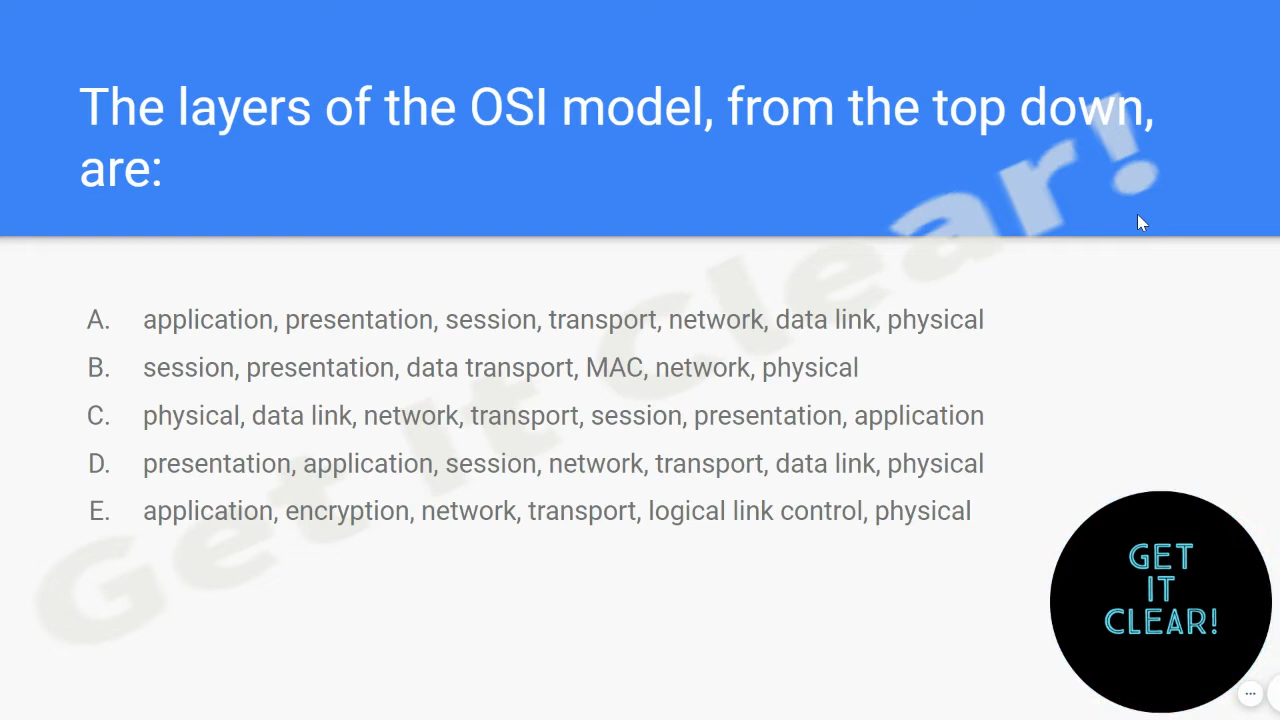 The layers of the OSI model, from the top down,
are:
A. application, presentation, session, transport, network, data link, physical
B. session, presentation, data transport, MAC, network, physical
C. physical, data link, network, transport, session, presentation, application
D. presentation, application, session, network, transport, data link, physical
E. application, encryption, network, transport, logical link control, physical
Get It Clear!
GET
IT
CLEAR!